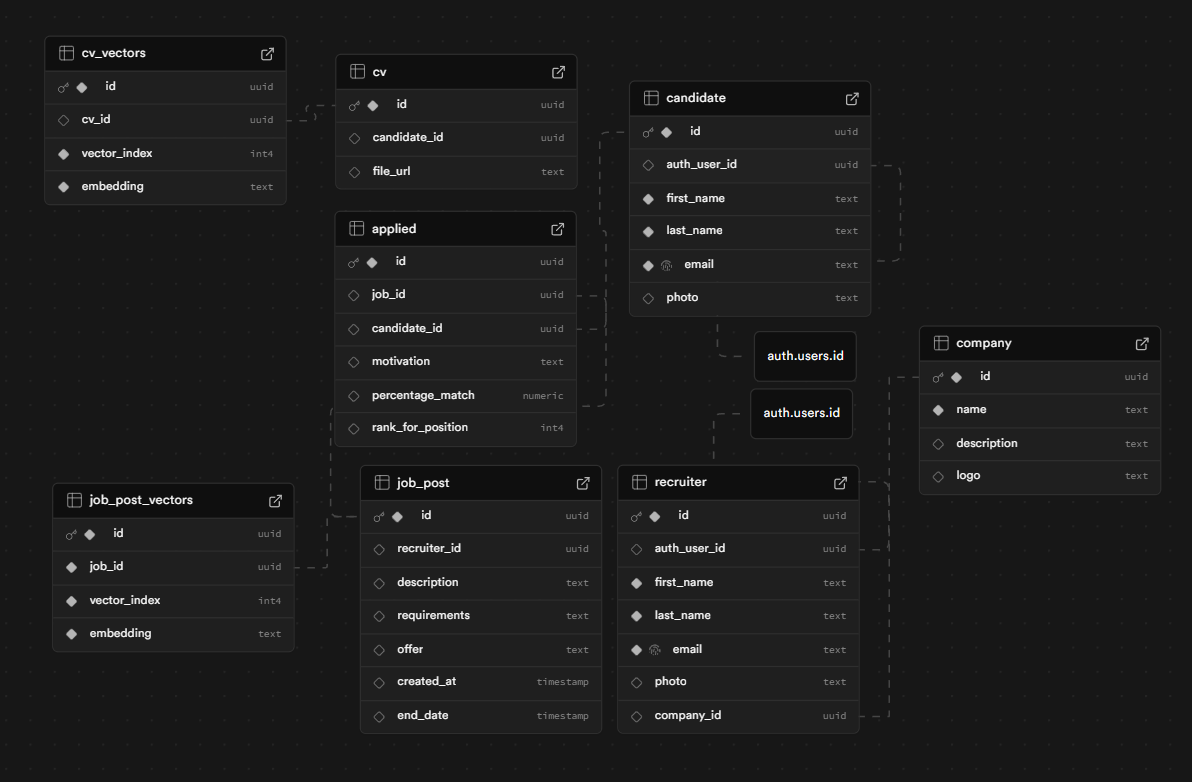 cv_vectors
id uuid
cv_id uuid
vector_index int4
embedding text
cv
id uuid
candidate_id uuid
file_url text
candidate
id uuid
auth_user_id uuid
first_name text
last_name text
email text
photo text
applied
id uuid
job_id uuid
candidate_id uuid
motivation text
percentage_match numeric
rank_for_position int4
auth.users.id
auth.users.id
company
id uuid
name text
description text
logo text
job_post_vectors
id uuid
job_id uuid
vector_index int4
embedding text
job_post
id uuid
recruiter_id uuid
description text
requirements text
offer text
created_at timestamp
end_date timestamp
recruiter
id uuid
auth_user_id uuid
first_name text
last_name text
email text
photo text
company_id uuid